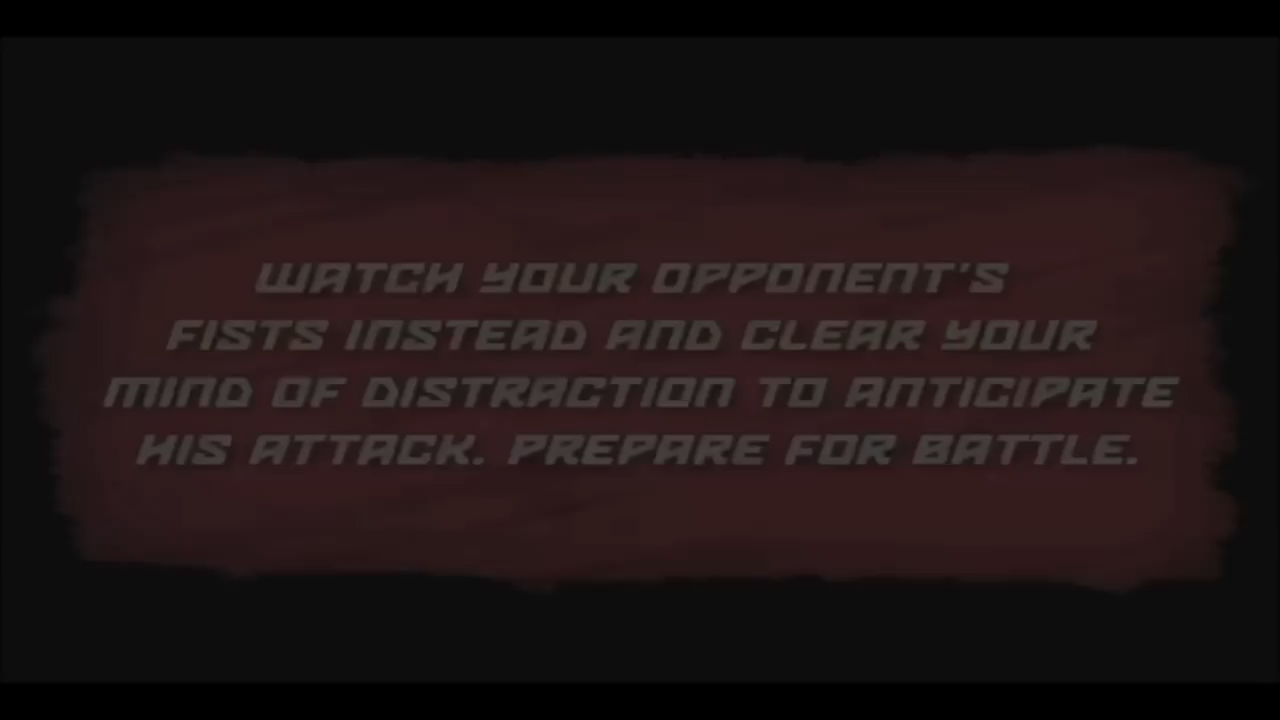 WATCH YOUR OPPONENT'S
FISTS INSTEAD AND CLEAR YOUR
MIND OF DISTRACTION TO ANTICIPATE
HIS ATTACK. PREPARE FOR BATTLE.